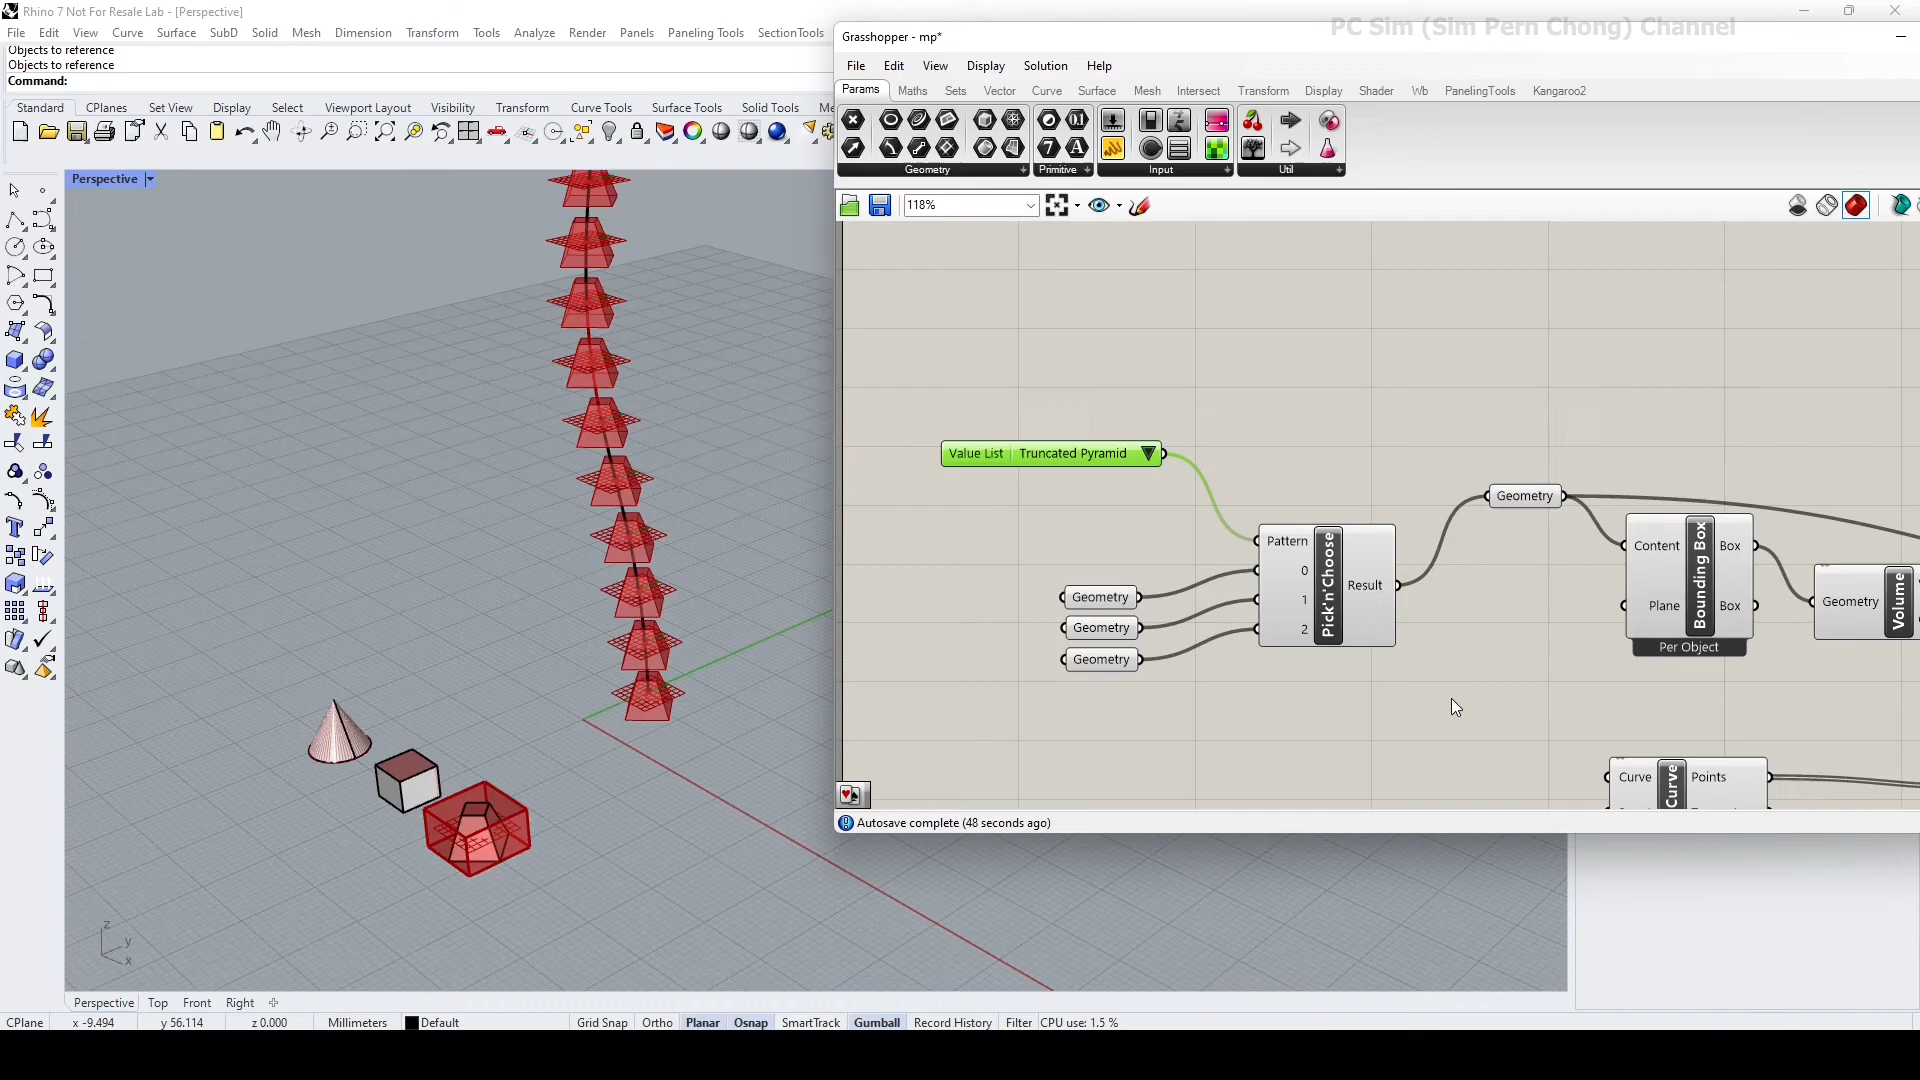 Rhino 7 Not For Resale Lab - [Perspective]
File Edit View Curve Surface SubD Solid Mesh Dimension Transform Tools Analyze Render Panels Paneling Tools SectionTools
Objects to reference
Objects to reference
Command:
Standard CPlanes Set View Display Select Viewport Layout Visibility Transform Curve Tools Surface Tools Solid Tools Me
Perspective
PC Sim (Sim Pern Chong) Channel
Grasshopper - mp*
File Edit View Display Solution Help
Params Maths Sets Vector Curve Surface Mesh Intersect Transform Display Shader Wb PanelingTools Kangaroo2
Geometry Primitive Input Util
118%
Value List Truncated Pyramid
Geometry
Geometry
Geometry
Pattern
0
1
2
Pick'n'Choose
Result
Geometry
Content
Plane
Bounding Box
Box
Box
Per Object
Geometry
Volume
Curve
Curve
Points
Autosave complete (48 seconds ago)
z
y
x
Perspective Top Front Right
CPlane x -9.494 y 56.114 z 0.000 Millimeters Default Grid Snap Ortho Planar Osnap SmartTrack Gumball Record History Filter CPU use: 1.5 %